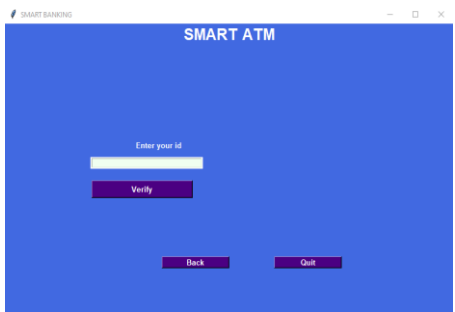 SMART BANKING
SMART ATM
Enter your id
Verify
Back Quit